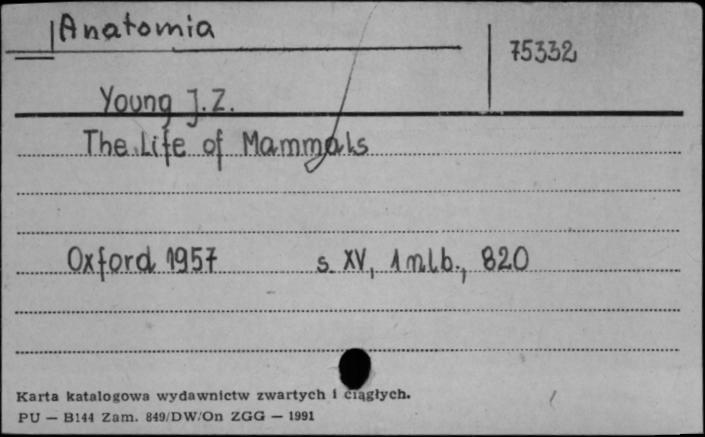 Anatomia
75332
Young J.Z.
The Life of Mammals
Oxford 1957 s. XV, 1 nlb., 820
Karta katalogowa wydawnictw zwartych i ciągłych.
PU — B144 Zam. 849/DW/On ZGG — 1991